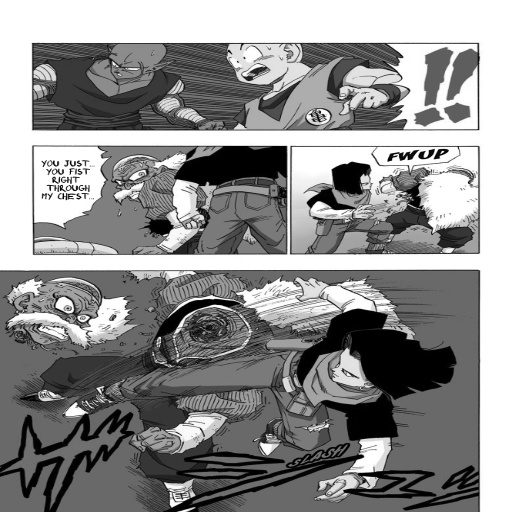 !!
YOU JUST...
YOU FIST
RIGHT
THROUGH
MY CHEST...
FWUP
SLASH